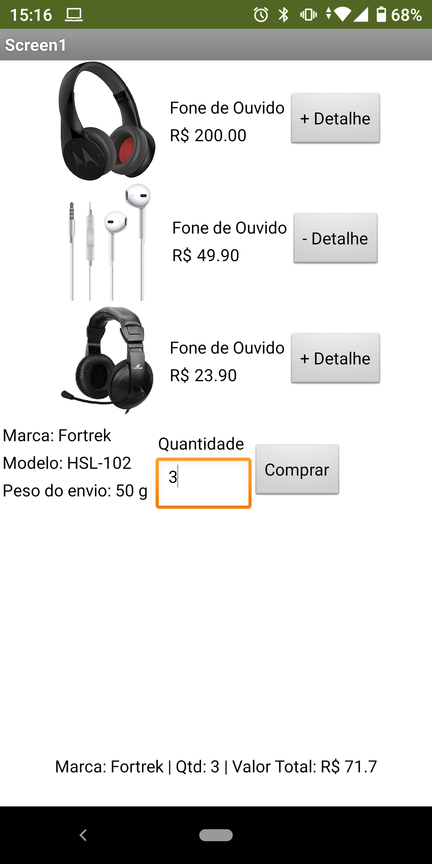 15:16 68%
Screen1
Fone de Ouvido
R$ 200.00
+ Detalhe
Fone de Ouvido
R$ 49.90
- Detalhe
Fone de Ouvido
R$ 23.90
+ Detalhe
Marca: Fortrek
Modelo: HSL-102
Peso do envio: 50 g
Quantidade
3
Comprar
Marca: Fortrek | Qtd: 3 | Valor Total: R$ 71.7